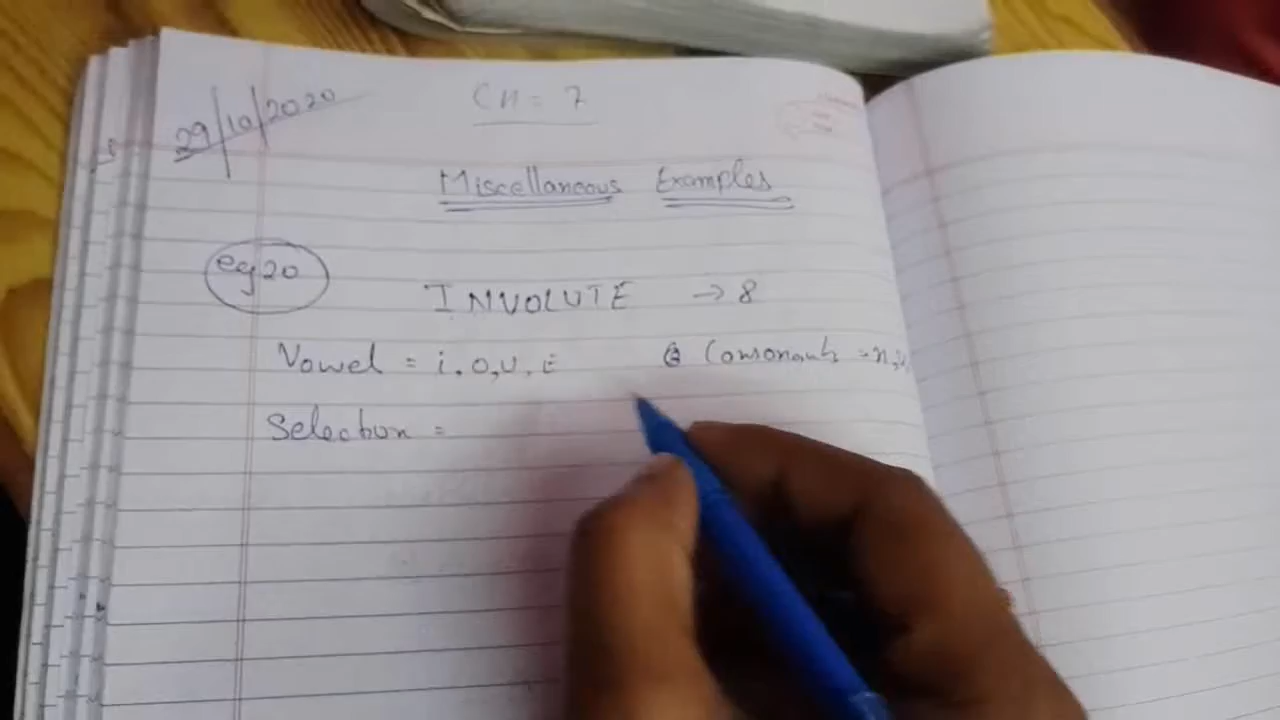 29/10/2020
CH = 7
Miscellaneous Examples
eg 20
INVOLUTE → 8
Vowel = i, o, u, E Consonants = n, v,
Selection =